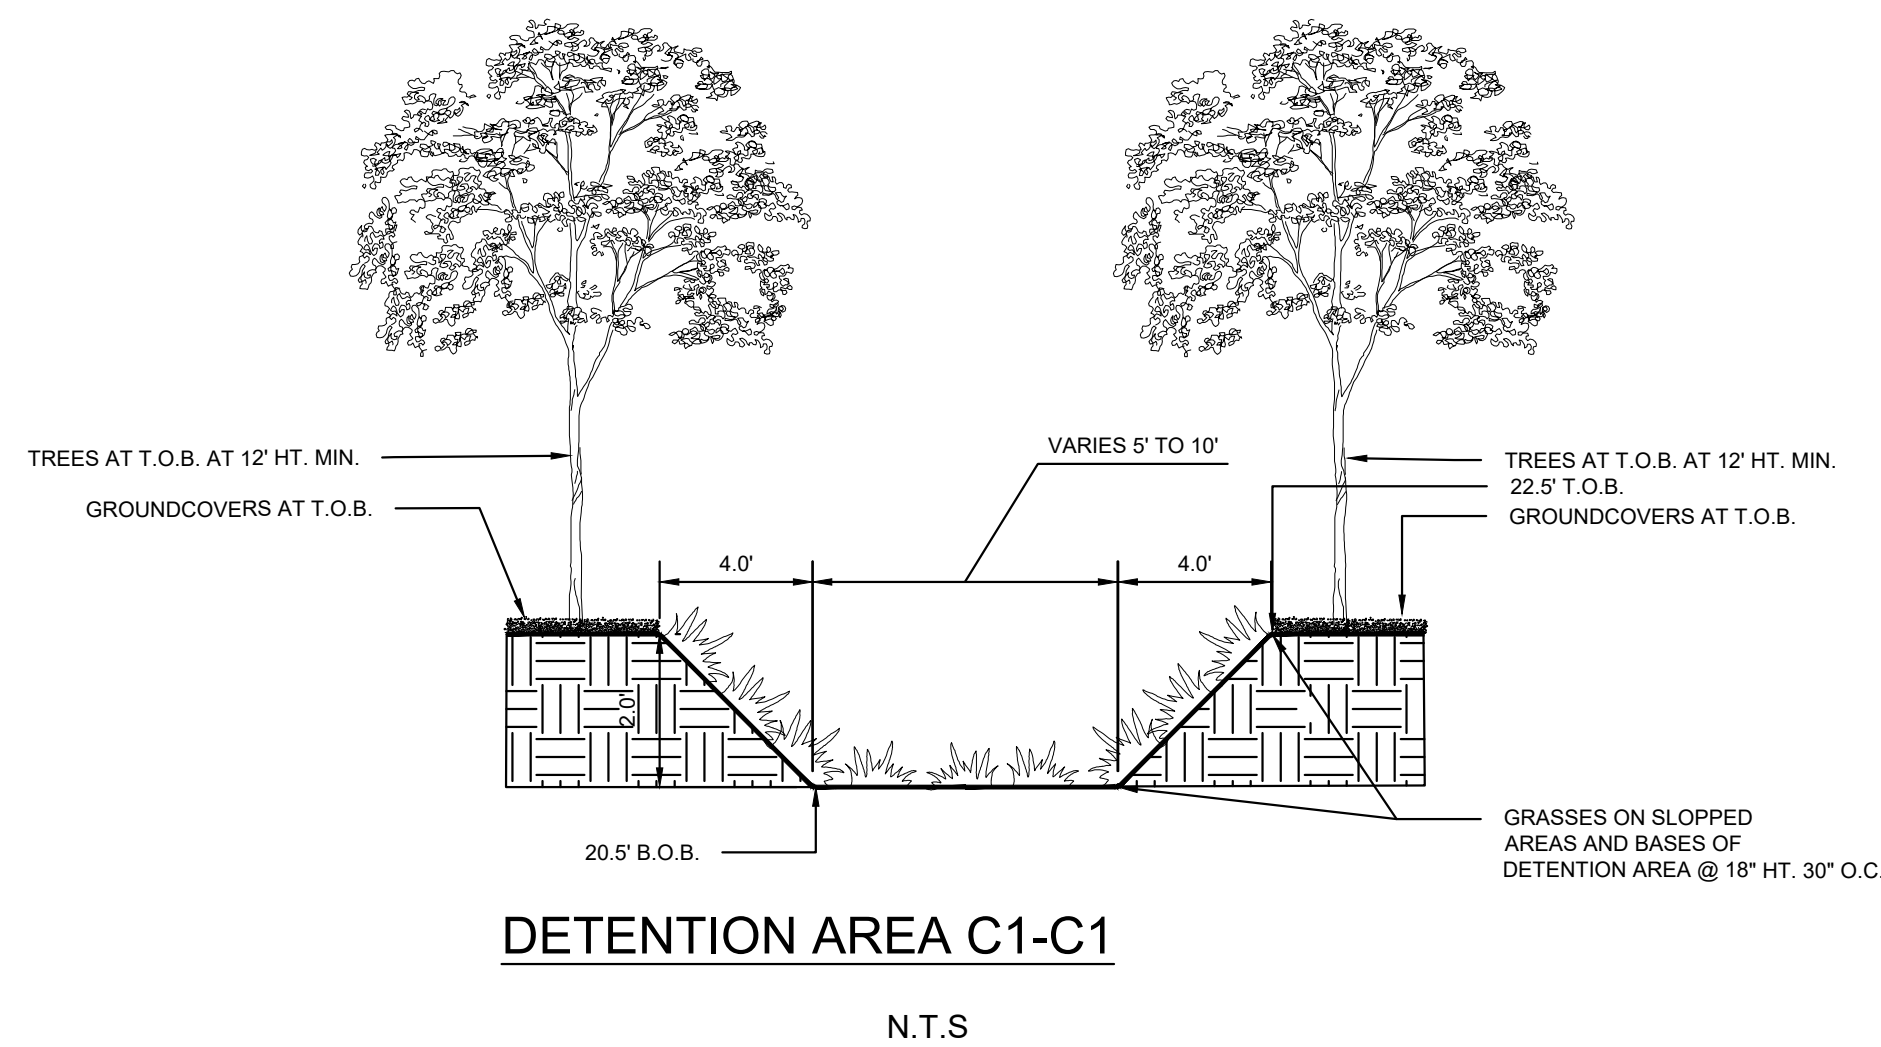 TREES AT T.O.B. AT 12' HT. MIN.
GROUNDCOVERS AT T.O.B.
VARIES 5' TO 10'
TREES AT T.O.B. AT 12' HT. MIN.
22.5' T.O.B.
GROUNDCOVERS AT T.O.B.
4.0'
4.0'
2.0'
20.5' B.O.B.
GRASSES ON SLOPPED
AREAS AND BASES OF
DETENTION AREA @ 18" HT. 30" O.C.
DETENTION AREA C1-C1
N.T.S